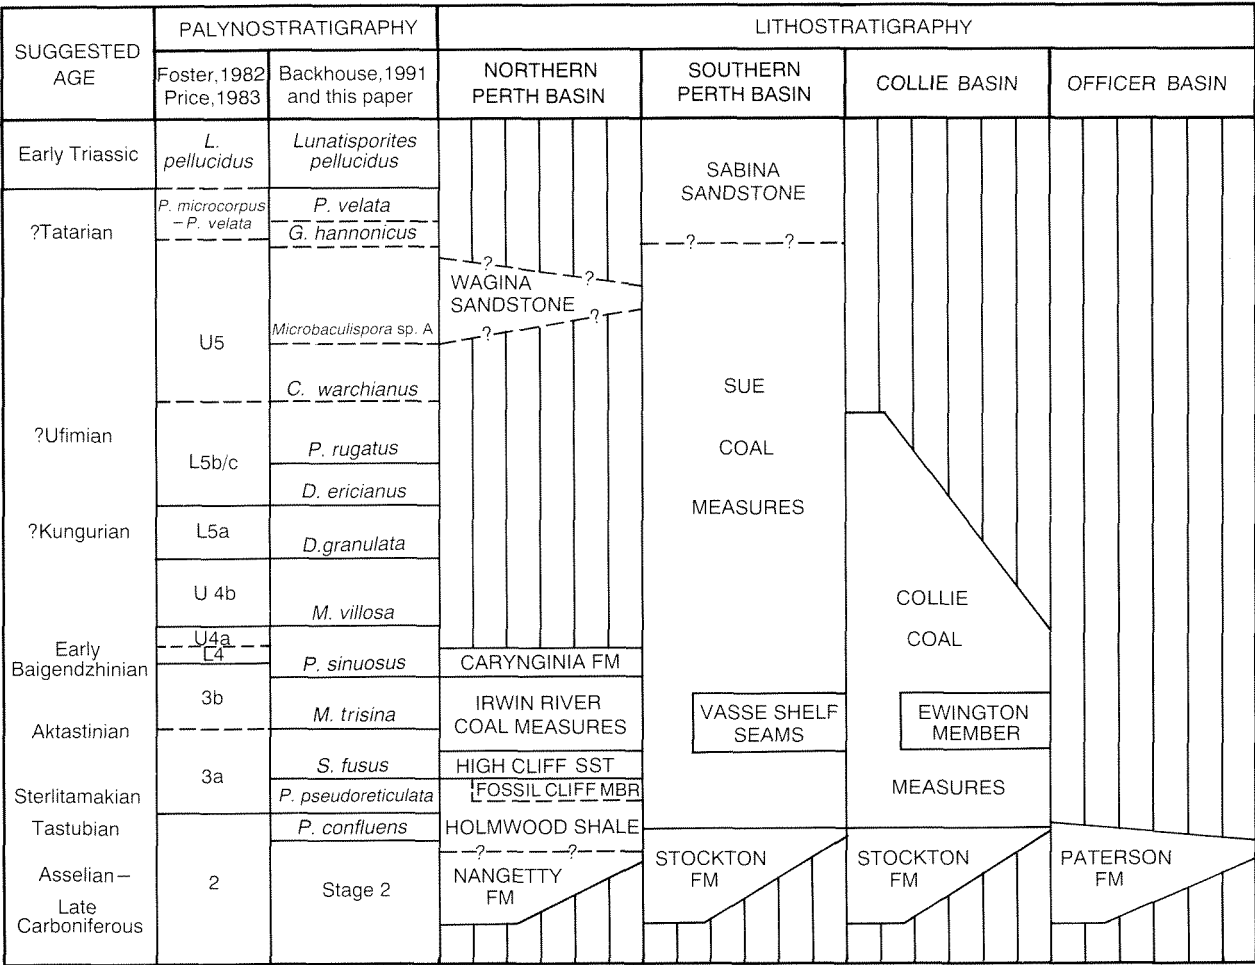 SUGGESTED
AGE
PALYNOSTRATIGRAPHY
LITHOSTRATIGRAPHY
Foster,1982
Price,1983
Backhouse,1991
and this paper
NORTHERN
PERTH BASIN
SOUTHERN
PERTH BASIN
COLLIE BASIN
OFFICER BASIN
Early Triassic
?Tatarian
?Ufimian
?Kungurian
Early
Baigendzhinian
Aktastinian
Sterlitamakian
Tastubian
Asselian–
Late
Carboniferous
L.
pellucidus
P. microcorpus
– P. velata
U5
L5b/c
L5a
U 4b
U4a
L4
3b
3a
2
Lunatisporites
pellucidus
P. velata
G. hannonicus
Microbaculispora sp. A
C. warchianus
P. rugatus
D. ericianus
D.granulata
M. villosa
P. sinuosus
M. trisina
S. fusus
P. pseudoreticulata
P. confluens
Stage 2
?
?
WAGINA
SANDSTONE
?
?
CARYNGINIA FM
IRWIN RIVER
COAL MEASURES
HIGH CLIFF SST
FOSSIL CLIFF MBR
HOLMWOOD SHALE
? ?
NANGETTY
FM
SABINA
SANDSTONE
? ?
SUE
COAL
MEASURES
VASSE SHELF
SEAMS
STOCKTON
FM
COLLIE
COAL
EWINGTON
MEMBER
MEASURES
STOCKTON
FM
PATERSON
FM